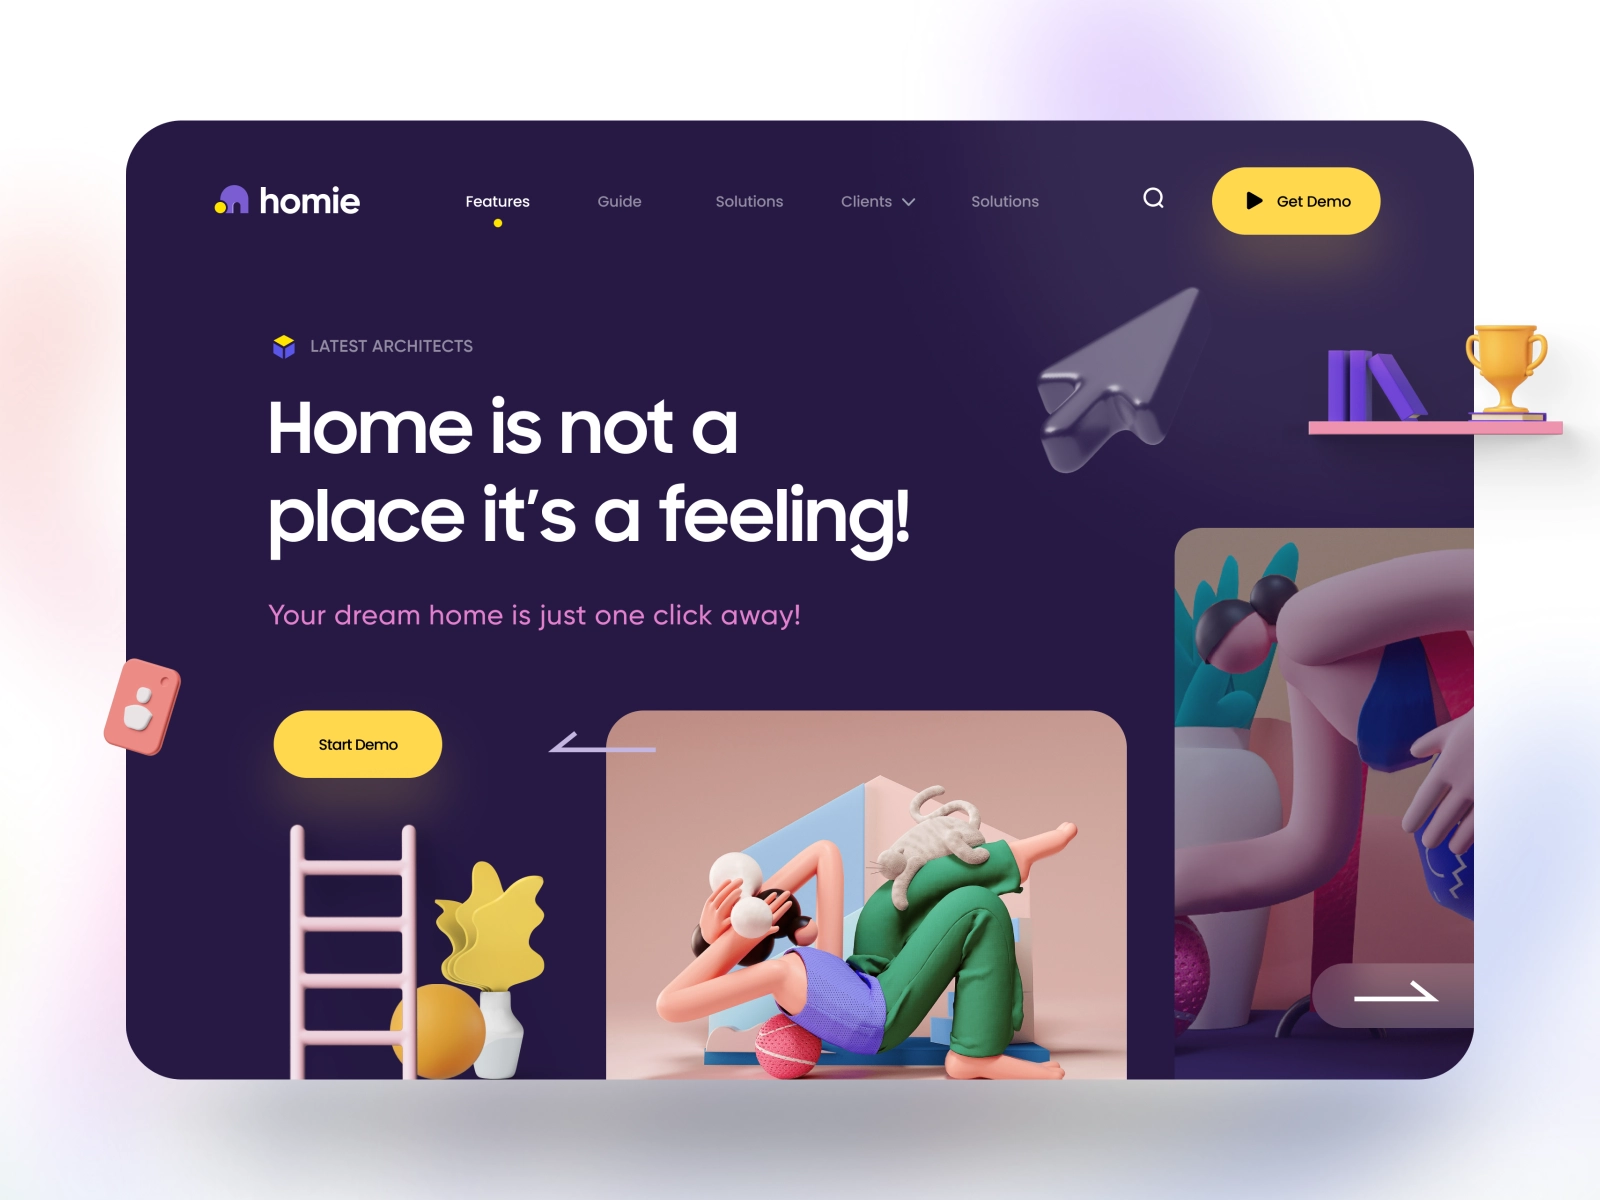 homie
Features
Guide
Solutions
Clients
Solutions
Get Demo
LATEST ARCHITECTS
Home is not a
place it’s a feeling!
Your dream home is just one click away!
Start Demo